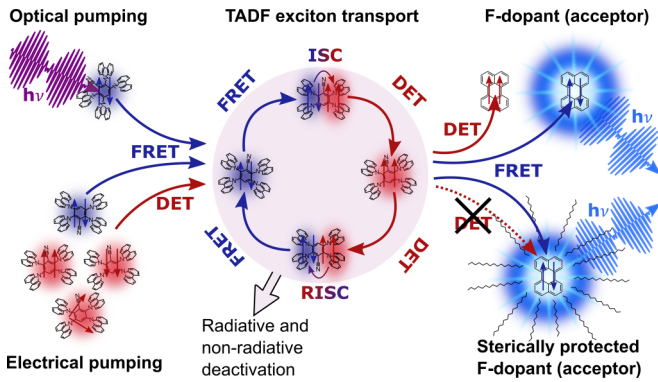 Optical pumping
TADF exciton transport
F-dopant (acceptor)
hν
FRET
DET
FRET
ISC
DET
FRET
RISC
DET
DET
FRET
DET
hν
hν
Radiative and
non-radiative
deactivation
Electrical pumping
Sterically protected
F-dopant (acceptor)